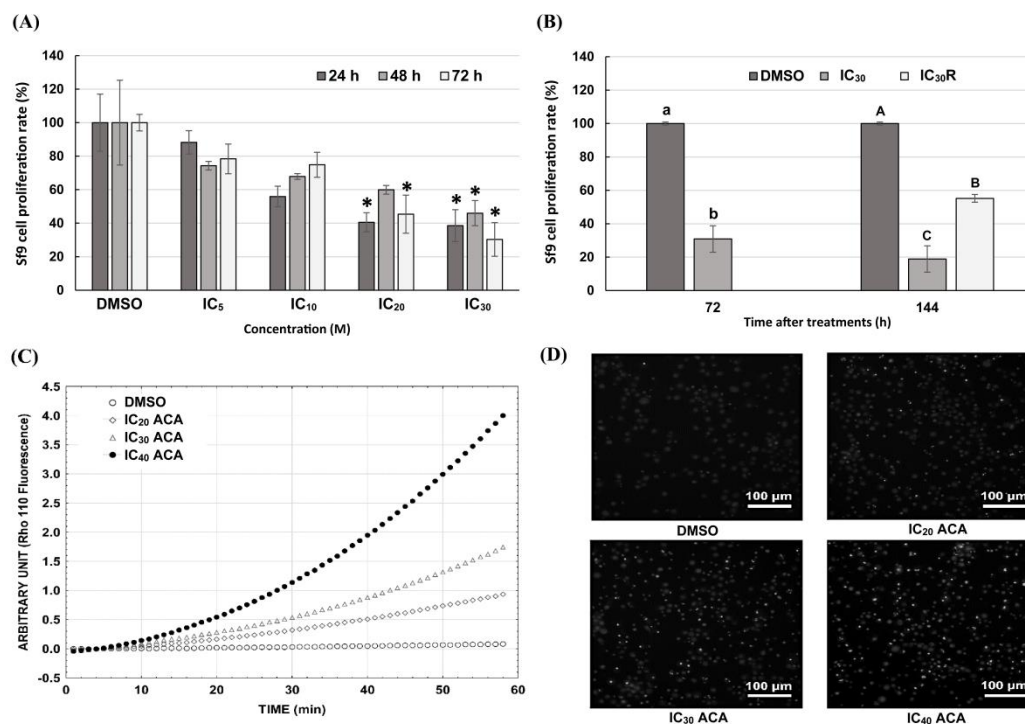 (A)
Sf9 cell proliferation rate (%)
140
120
100
80
60
40
20
0
24 h 48 h 72 h
* * * * *
DMSO IC₅ IC₁₀ IC₂₀ IC₃₀
Concentration (M)
(B)
Sf9 cell proliferation rate (%)
140
120
100
80
60
40
20
0
DMSO IC₃₀ IC₃₀R
a
b
A
C
B
72 144
Time after treatments (h)
(C)
ARBITRARY UNIT (Rho 110 Fluorescence)
4.5
4.0
3.5
3.0
2.5
2.0
1.5
1.0
0.5
0.0
-0.5
DMSO
IC₂₀ ACA
IC₃₀ ACA
IC₄₀ ACA
0 10 20 30 40 50 60
TIME (min)
(D)
100 µm
DMSO
100 µm
IC₂₀ ACA
100 µm
IC₃₀ ACA
100 µm
IC₄₀ ACA